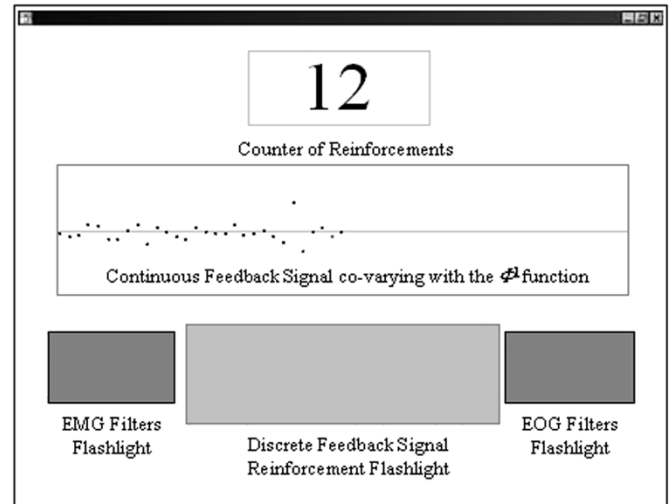 12
Counter of Reinforcements
Continuous Feedback Signal co-varying with the Φ¹ function
EMG Filters
Flashlight
Discrete Feedback Signal
Reinforcement Flashlight
EOG Filters
Flashlight